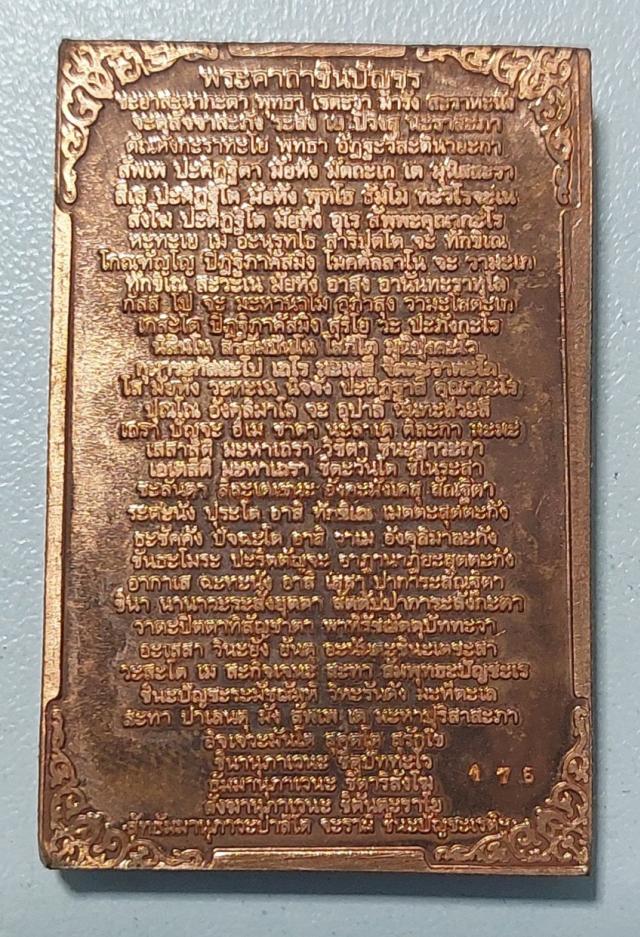 พระคาถาชินบัญชร
ชะยาสะนากะตา พุทธา เชตะวา มารัง สะวาหะนัง
จะตุสัจจาสะภัง ระสัง เย ปิวิงสุ นะราสะภา
ตัณหังกะราทะโย พุทธา อัฏฐะวีสะตินายะกา
สัพเพ ปะติฏฐิตา มัยหัง มัตถะเก เต มุนิสสะรา
สีเส ปะติฏฐิโต มัยหัง พุทโธ ธัมโม ทะวิโลจะเน
สังโฆ ปะติฏฐิโต มัยหัง อุเร สัพพะคุณากะโร
หะทะเย เม อะนุรุทโธ สารีปุตโต จะ ทักขิเณ
โกณฑัญโญ ปิฏฐิภาคัสมิง โมคคัลลาโน จะ วามะเก
ทักขิเณ สะวะเน มัยหัง อาสุง อานันทะราหุโล
กัสสะโป จะ มะหานาโม อุภาสุง วามะโสตะเก
เกสะโต ปิฏฐิภาคัสมิง สุริโย วะ ปะภังกะโร
นิสินโน สิริสัมปันโน โสภิโต มุนิปุงคะโว
กุมาระกัสสะโป เถโร มะเหสี จิตตะวาทะโก
โส มัยหัง วะทะเน นิจจัง ปะติฏฐาสิ คุณากะโร
ปุณโณ อังคุลิมาโล จะ อุปาลี นันทะสีวะลี
เถรา ปัญจะ อิเม ชาตา นะลาเต ติละกา มะมะ
เสสาสีติ มะหาเถรา วิชิตา ชินะสาวะกา
เอเตสีติ มะหาเถรา ชิตะวันโต ชิโนระสา
ชะลันตา สีละเตเชนะ อังคะมังเคสุ สัณฐิตา
ระตะนัง ปุระโต อาสิ ทักขิเณ เมตตะสุตตะกัง
ธะชัคคัง ปัจฉะโต อาสิ วาเม อังคุลิมาละกัง
ขันธะโมระ ปะริตตัญจะ อาฏานาฏิยะสุตตะกัง
อากาเส ฉะทะนัง อาสิ เสสา ปาการะสัณฐิตา
ชินา นานาวะระสังยุตตา สัตตัปปาการะลังกะตา
วาตะปิตตาทิสัญชาตา พาหิรัชฌัตตุปัททะวา
อะเสสา วินะยัง ยันตุ อะนันตะชินะเตชะสา
วะสะโต เม สะกิจเจนะ สะทา สัมพุทธะปัญชะเร
ชินะปัญชะระมัชฌัมหิ วิหะรันตัง มะหีตะเล
สะทา ปาเลนตุ มัง สัพเพ เต มะหาปุริสาสะภา
อิจเจวะมันโต สุคุตโต สุรักโข
ชินานุภาเวนะ ชิตุปัททะโว
ธัมมานุภาเวนะ ชิตาริสังโฆ
สังฆานุภาเวนะ ชิตันตะราโย
สัทธัมมานุภาวะปาลิโต จะรามิ ชินะปัญชะเรติ
176